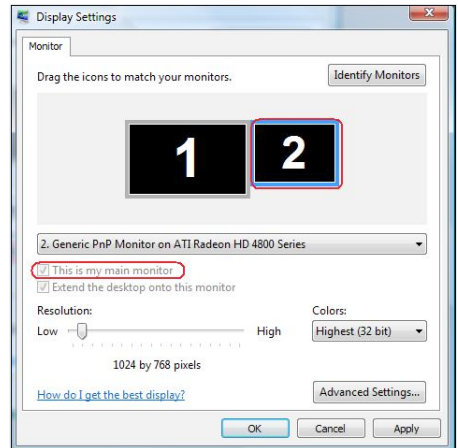 Display Settings
Monitor
Drag the icons to match your monitors.
Identify Monitors
1 2
2. Generic PnP Monitor on ATI Radeon HD 4800 Series
This is my main monitor
Extend the desktop onto this monitor
Resolution: Colors:
Low High Highest (32 bit)
1024 by 768 pixels
How do I get the best display? Advanced Settings...
OK Cancel Apply